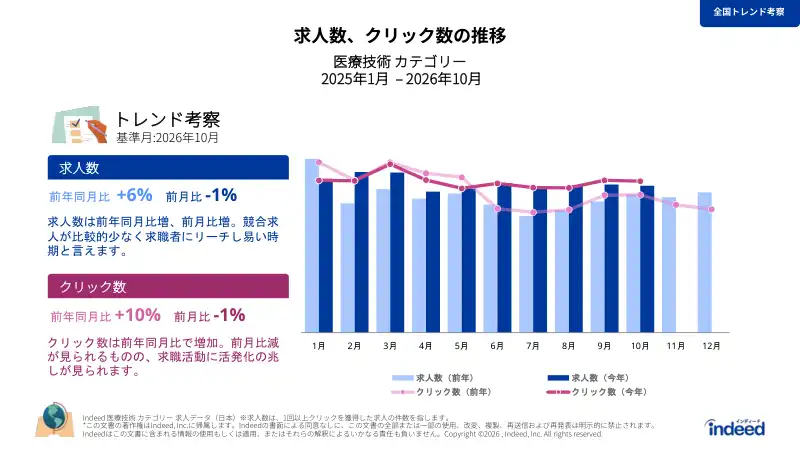 全国トレンド考察
求人数、クリック数の推移
医療技術 カテゴリー
2025年1月 – 2026年10月
トレンド考察
基準月:2026年10月
求人数
前年同月比 +6% 前月比 -1%
求人数は前年同月比増、前月比増。競合求
人が比較的少なく求職者にリーチし易い時
期と言えます。
クリック数
前年同月比 +10% 前月比 -1%
クリック数は前年同月比で増加。前月比減
が見られるものの、求職活動に活発化の兆
しが見られます。
1月 2月 3月 4月 5月 6月 7月 8月 9月 10月 11月 12月
求人数（前年） 求人数（今年）
クリック数（前年） クリック数（今年）
Indeed 医療技術 カテゴリー 求人データ（日本）※求人数は、1回以上クリックを獲得した求人の件数を指します。
*この文書の著作権はIndeed, Inc.に帰属します。Indeedの書面による同意なしに、この文書の全部または一部の使用、改変、複製、再送信および再発表は明示的に禁止されます。
Indeedはこの文書に含まれる情報の使用もしくは適用、またはそれらの解釈によるいかなる責任も負いません。Copyright ©2026 , Indeed, Inc. All rights reserved.
インディード
indeed